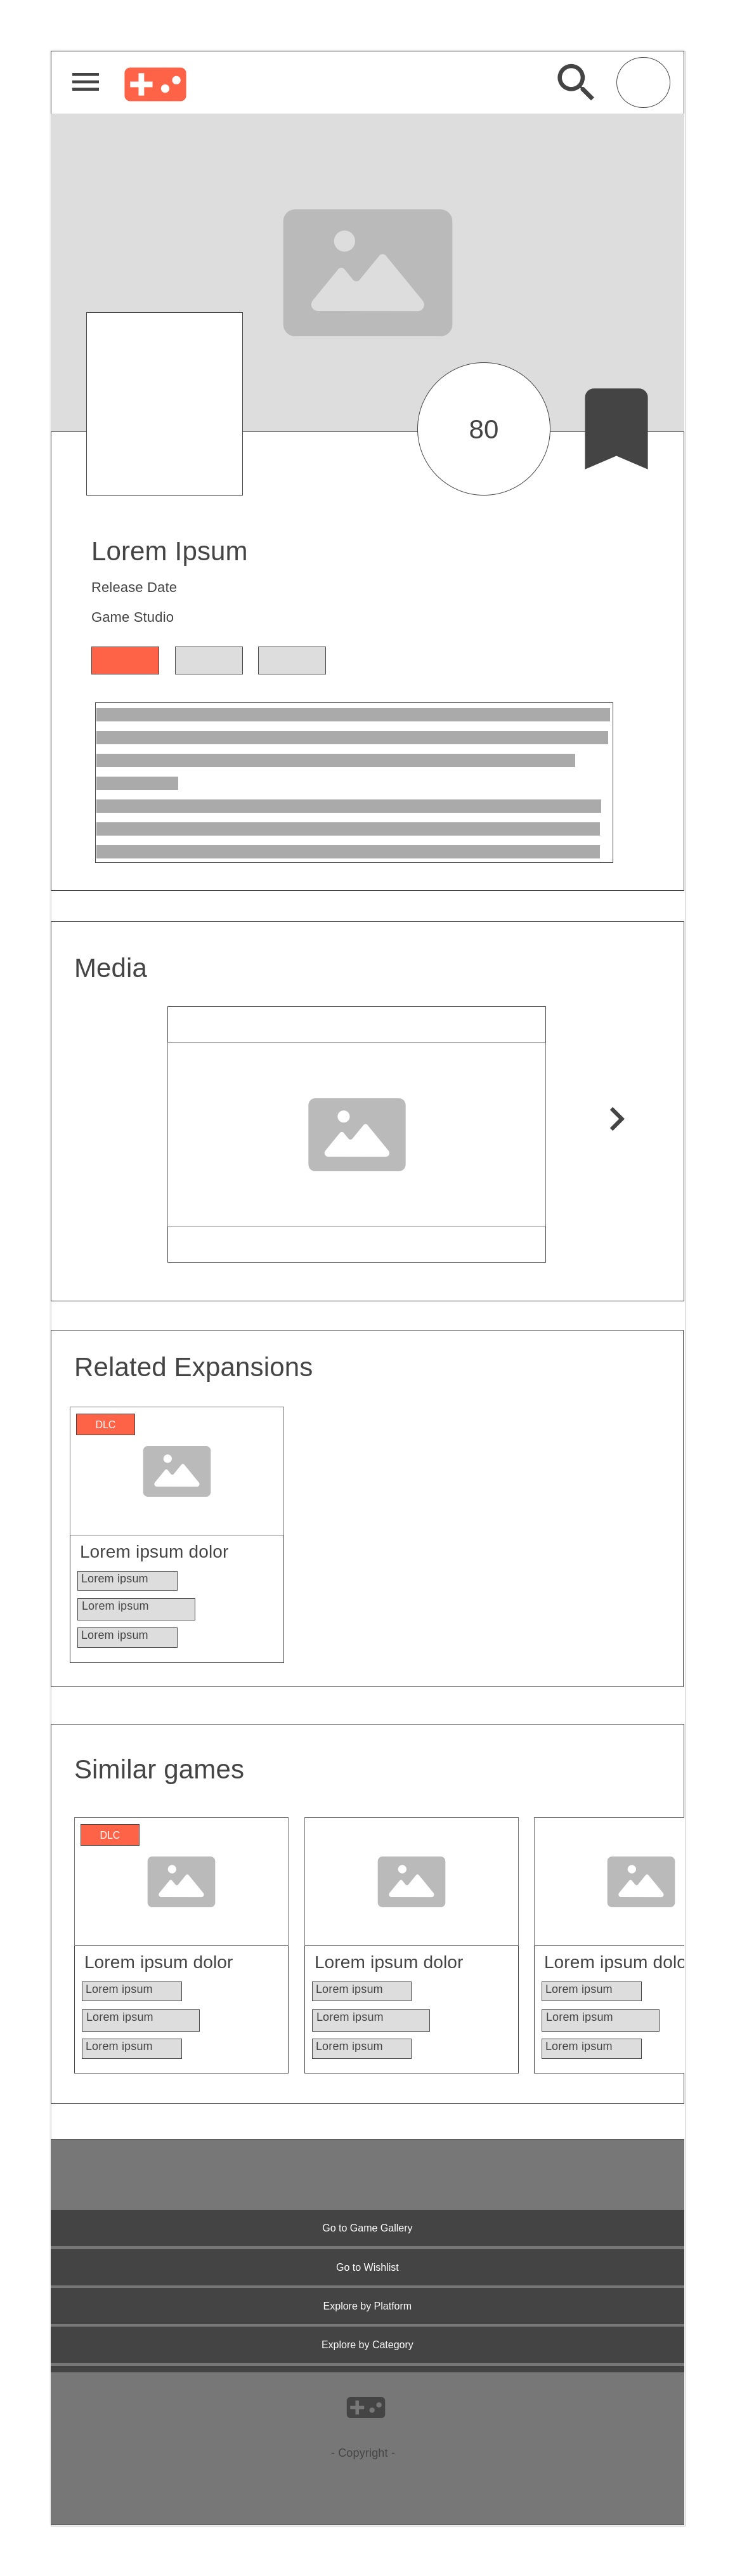 80
Lorem Ipsum
Release Date
Game Studio
Media
Related Expansions
DLC
Lorem ipsum dolor
Lorem ipsum
Lorem ipsum
Lorem ipsum
Similar games
DLC
Lorem ipsum dolor
Lorem ipsum
Lorem ipsum
Lorem ipsum
Lorem ipsum dolor
Lorem ipsum
Lorem ipsum
Lorem ipsum
Lorem ipsum dolo
Lorem ipsum
Lorem ipsum
Lorem ipsum
Go to Game Gallery
Go to Wishlist
Explore by Platform
Explore by Category
- Copyright -